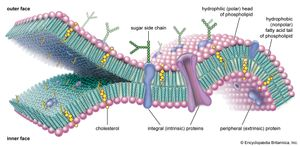 outer face
sugar side chain
hydrophilic (polar) head
of phospholipid
hydrophobic
(nonpolar)
fatty acid tail
of phospholipid
inner face
cholesterol
integral (intrinsic) proteins
peripheral (extrinsic) protein
© Encyclopædia Britannica, Inc.